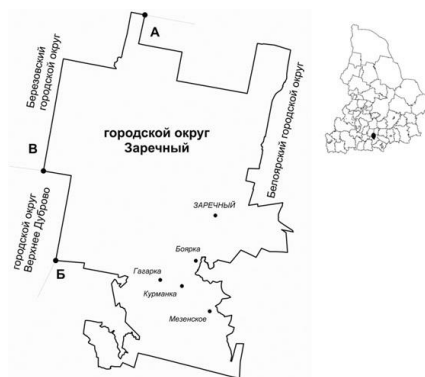 А
Березовский
городской округ
городской округ
Заречный
Белоярский городской округ
В
городской округ
Верхнее Дуброво
ЗАРЕЧНЫЙ
Боярка
Б
Гагарка
Курманка
Мезенское